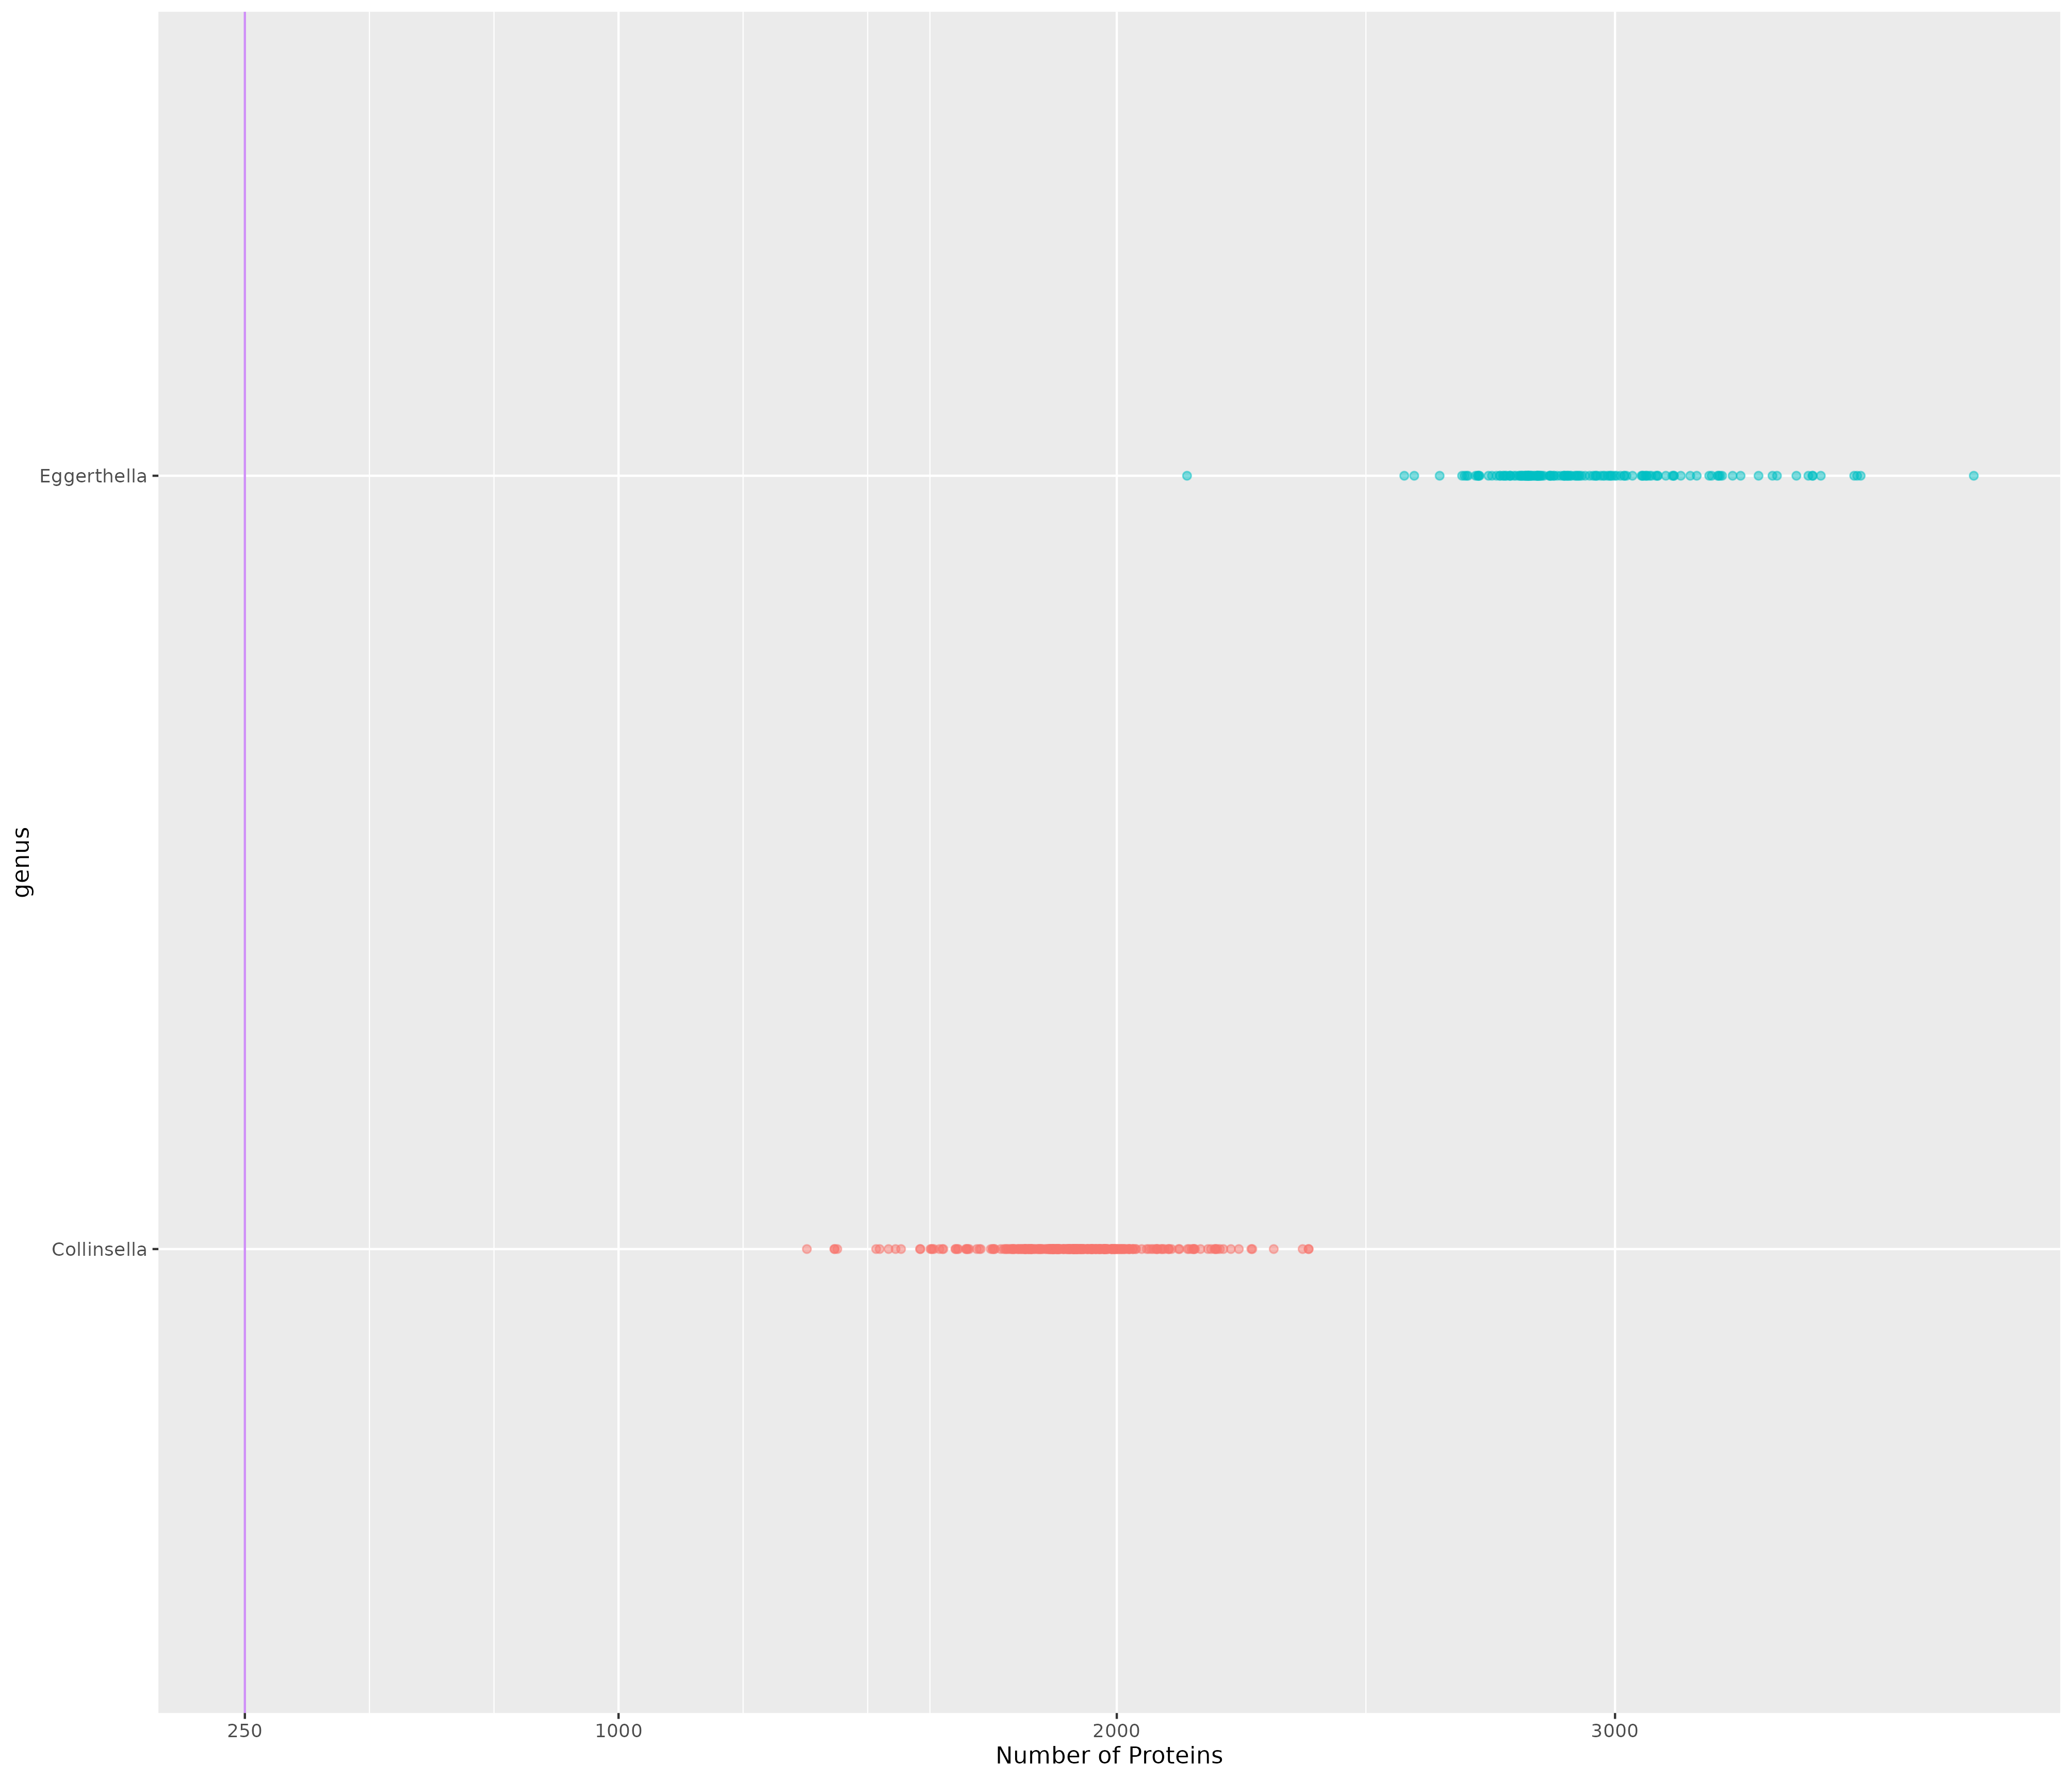 genus
Eggerthella
Collinsella
250 1000 2000 3000
Number of Proteins